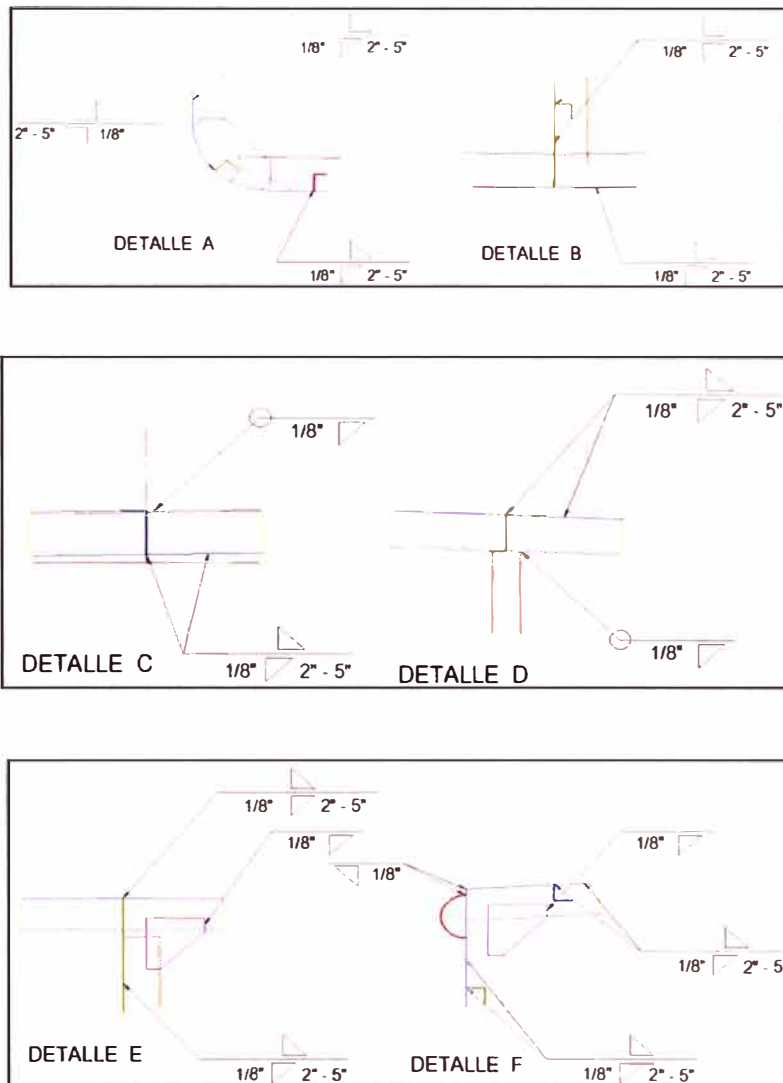 1/8" 2" - 5"
1/8" 2" - 5"
2" - 5" 1/8"
DETALLE A
DETALLE B
1/8" 2" - 5"
1/8" 2" - 5"
1/8"
1/8" 2" - 5"
DETALLE C
1/8" 2" - 5"
DETALLE D
1/8"
1/8" 2" - 5"
1/8"
1/8"
1/8"
1/8" 2" - 5"
DETALLE E
1/8" 2" - 5"
DETALLE F
1/8" 2" - 5"